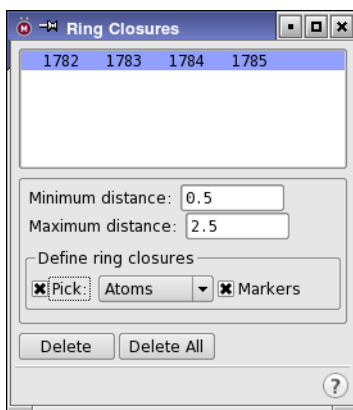 Ring Closures
1782 1783 1784 1785
Minimum distance: 0.5
Maximum distance: 2.5
Define ring closures
Pick: Atoms Markers
Delete Delete All
?